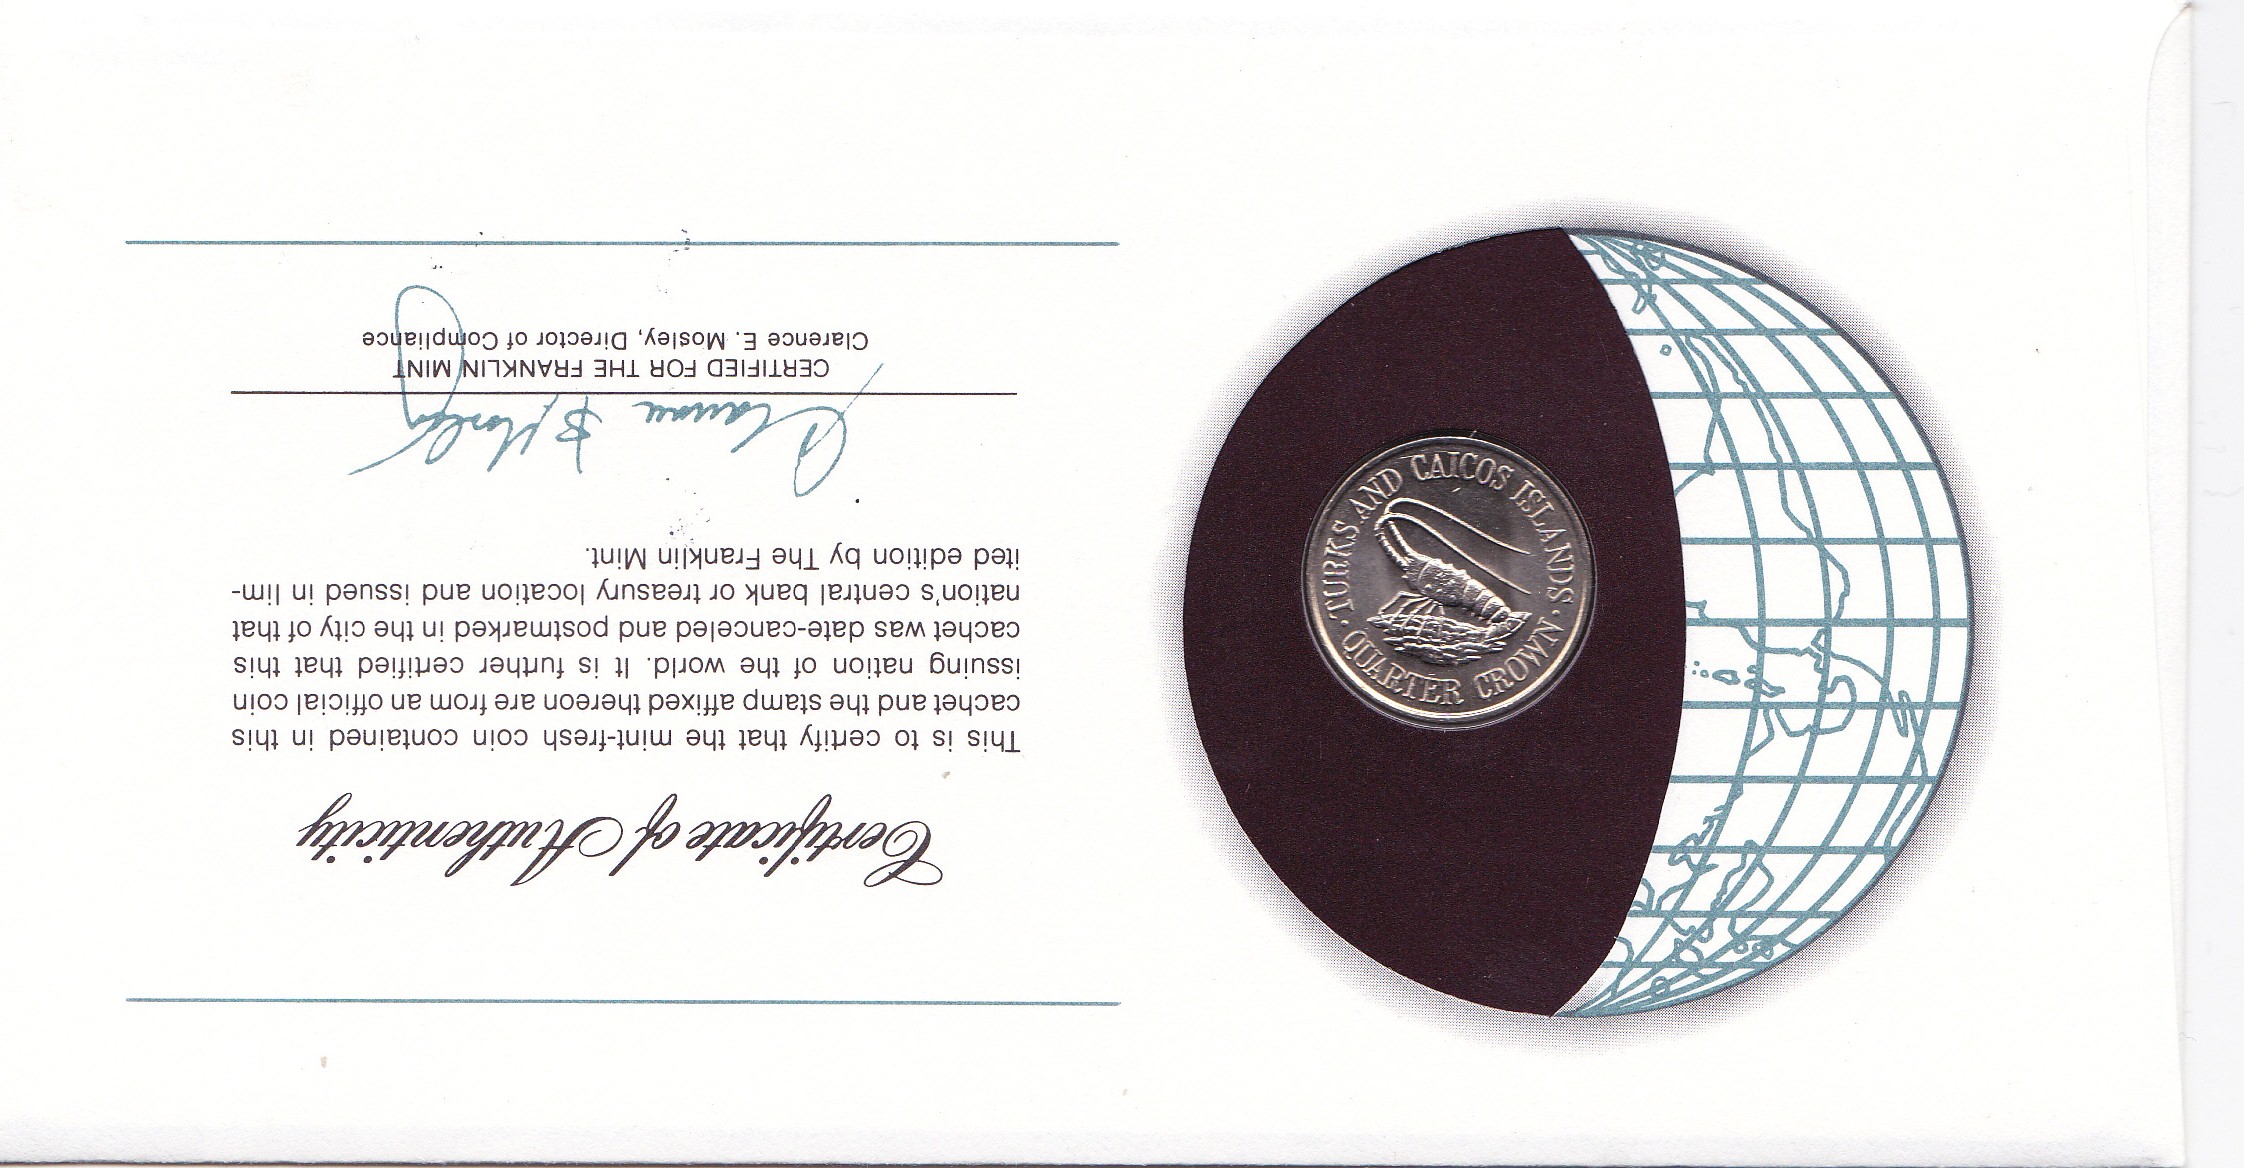 Certificate of Authenticity
This is to certify that the mint-fresh coin contained in this
cachet and the stamp affixed thereon are from an official coin
issuing nation of the world. It is further certified that this
cachet was date-canceled and postmarked in the city of that
nation's central bank or treasury location and issued in lim-
ited edition by The Franklin Mint.
Clarence E Mosley
CERTIFIED FOR THE FRANKLIN MINT
Clarence E. Mosley, Director of Compliance
· TURKS AND CAICOS ISLANDS ·
QUARTER CROWN